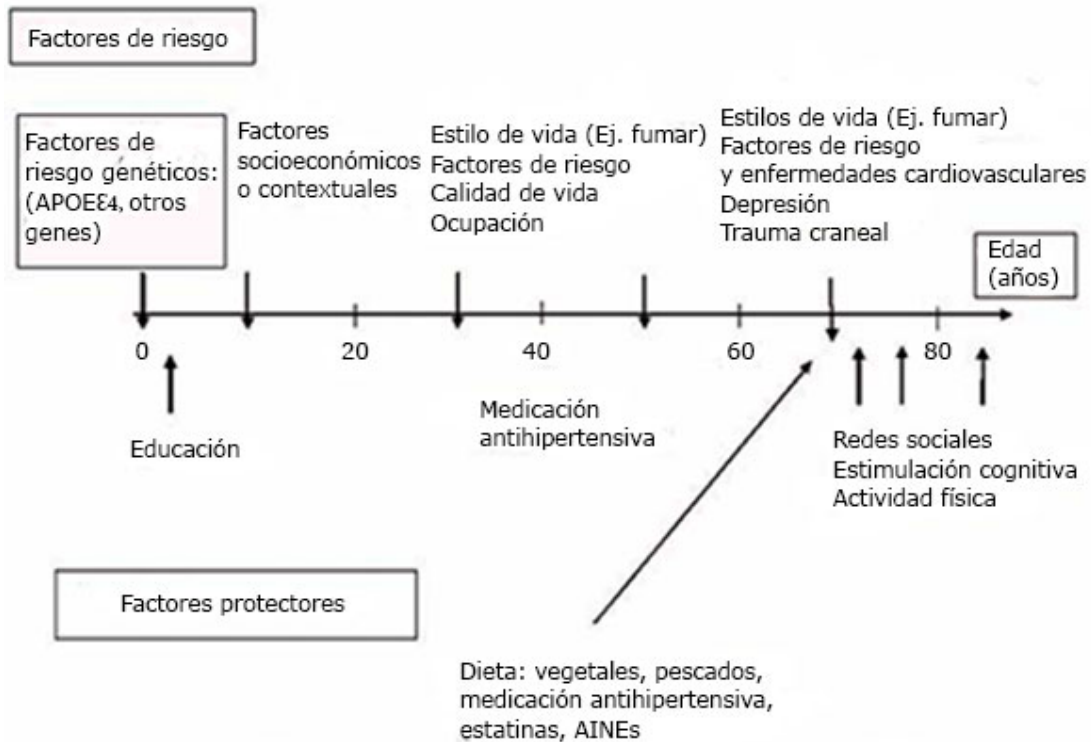 Factores de riesgo
Factores de
riesgo généticos:
(APOEɛ4, otros
genes)
Factores
socioeconómicos
o contextuales
Estilo de vida (Ej. fumar)
Factores de riesgo
Calidad de vida
Ocupación
Estilos de vida (Ej. fumar)
Factores de riesgo
y enfermedades cardiovasculares
Depresión
Trauma craneal
Edad
(años)
0
20
40
60
80
Educación
Medicación
antihipertensiva
Redes sociales
Estimulación cognitiva
Actividad física
Factores protectores
Dieta: vegetales, pescados,
medicación antihipertensiva,
estatinas, AINEs